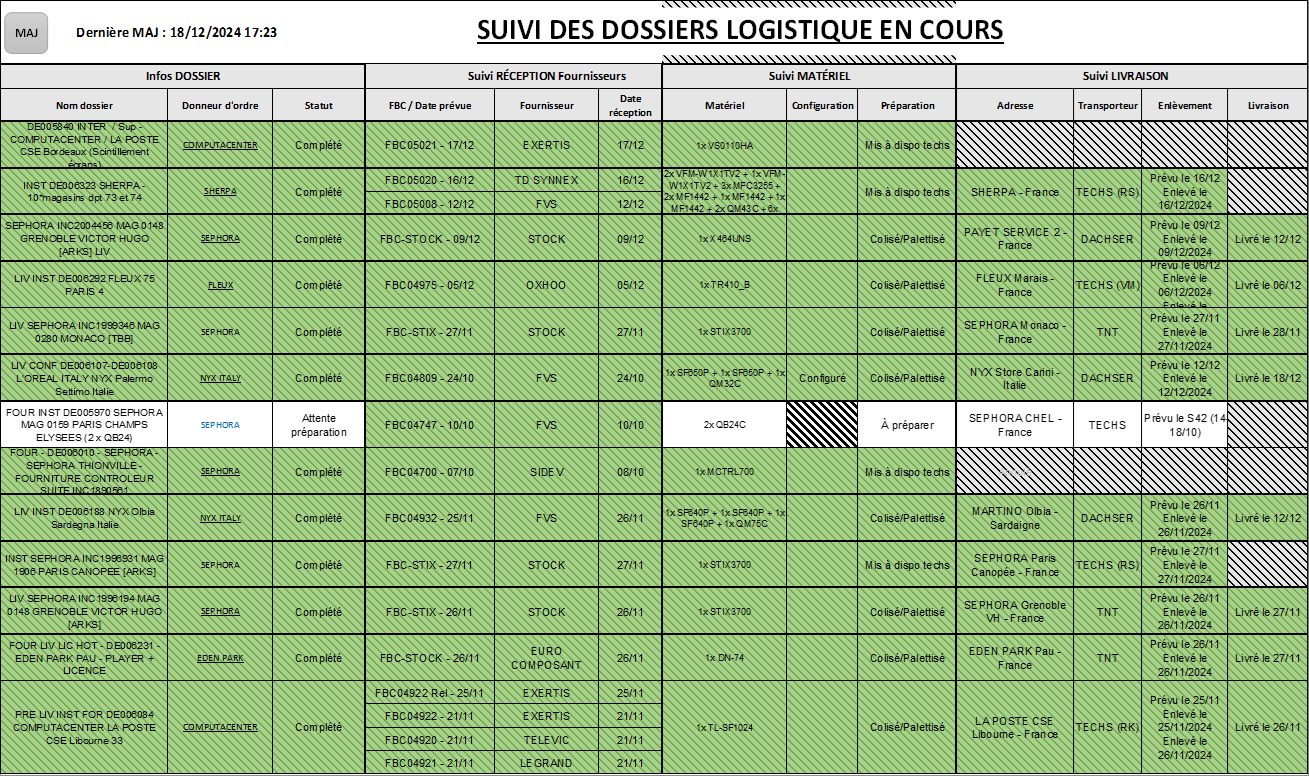 MAJ
Dernière MAJ : 18/12/2024 17:23
SUIVI DES DOSSIERS LOGISTIQUE EN COURS
Infos DOSSIER
Suivi RÉCEPTION Fournisseurs
Suivi MATÉRIEL
Suivi LIVRAISON
Nom dossier
Donneur d'ordre
Statut
FBC / Date prévue
Fournisseur
Date
réception
Matériel
Configuration
Préparation
Adresse
Transporteur
Enlèvement
Livraison
DE005840 INTER / Sup -
COMPUTACENTER / LA POSTE
CSE Bordeaux (Scintillement
écrans)
COMPUTACENTER
Complété
FBC05021 - 17/12
EXERTIS
17/12
1x VS0110HA
Mis à dispo techs
INST DE006323 SHERPA -
10*magasins dpt 73 et 74
SHERPA
Complété
FBC05020 - 16/12
TD SYNNEX
16/12
FBC05008 - 12/12
FVS
12/12
2x VFM-W1X1TV2 + 1x VFM-
W1X1TV2 + 3x MFC3255 +
2x MF1442 + 1x MF1442 + 1x
MF1442 + 2x QM43C + 6x
Mis à dispo techs
SHERPA - France
TECHS (RS)
Prévu le 16/12
Enlevé le
16/12/2024
SEPHORA INC2004456 MAG 0148
GRENOBLE VICTOR HUGO
[ARKS] LIV
SEPHORA
Complété
FBC-STOCK - 09/12
STOCK
09/12
1x X464UNS
Colisé/Palettisé
PAYET SERVICE 2 -
France
DACHSER
Prévu le 09/12
Enlevé le
09/12/2024
Livré le 12/12
LIV INST DE006292 FLEUX 75
PARIS 4
FLEUX
Complété
FBC04975 - 05/12
OXHOO
05/12
1x TR410_B
Colisé/Palettisé
FLEUX Marais -
France
TECHS (VM)
Prévu le 06/12
Enlevé le
06/12/2024
Enlevé le
Livré le 06/12
LIV SEPHORA INC1999346 MAG
0280 MONACO [TBB]
SEPHORA
Complété
FBC-STIX - 27/11
STOCK
27/11
1x STIX3700
Colisé/Palettisé
SEPHORA Monaco -
France
TNT
Prévu le 27/11
Enlevé le
27/11/2024
Livré le 28/11
LIV CONF DE006107-DE006108
L'OREAL ITALY NYX Palermo
Settimo Italie
NYX ITALY
Complété
FBC04809 - 24/10
FVS
24/10
1x SF650P + 1x SF650P + 1x
QM32C
Configuré
Colisé/Palettisé
NYX Store Carini -
Italie
DACHSER
Prévu le 12/12
Enlevé le
12/12/2024
Livré le 18/12
FOUR INST DE005970 SEPHORA
MAG 0159 PARIS CHAMPS
ELYSEES (2 x QB24)
SEPHORA
Attente
préparation
FBC04747 - 10/10
FVS
10/10
2x QB24C
À préparer
SEPHORA CHEL -
France
TECHS
Prévu le S42 (14
18/10)
FOUR - DE006010 - SEPHORA -
SEPHORA THIONVILLE -
FOURNITURE CONTROLEUR
SUITE INC1890561
SEPHORA
Complété
FBC04700 - 07/10
SIDEV
08/10
1x MCTRL700
Mis à dispo techs
LIV INST DE006188 NYX Olbia
Sardegna Italie
NYX ITALY
Complété
FBC04932 - 25/11
FVS
26/11
1x SF640P + 1x SF640P + 1x
SF640P + 1x QM75C
Colisé/Palettisé
MARTINO Olbia -
Sardaigne
DACHSER
Prévu le 26/11
Enlevé le
26/11/2024
Livré le 12/12
INST SEPHORA INC1996931 MAG
1906 PARIS CANOPEE [ARKS]
SEPHORA
Complété
FBC-STIX - 27/11
STOCK
27/11
1x STIX3700
Mis à dispo techs
SEPHORA Paris
Canopée - France
TECHS (RS)
Prévu le 27/11
Enlevé le
27/11/2024
LIV SEPHORA INC1996194 MAG
0148 GRENOBLE VICTOR HUGO
[ARKS]
SEPHORA
Complété
FBC-STIX - 26/11
STOCK
26/11
1x STIX3700
Colisé/Palettisé
SEPHORA Grenoble
VH - France
TNT
Prévu le 26/11
Enlevé le
26/11/2024
Livré le 27/11
FOUR LIV LIC HOT - DE006231 -
EDEN PARK PAU - PLAYER +
LICENCE
EDEN PARK
Complété
FBC-STOCK - 26/11
EURO
COMPOSANT
26/11
1x DN-74
Colisé/Palettisé
EDEN PARK Pau -
France
TNT
Prévu le 26/11
Enlevé le
26/11/2024
Livré le 27/11
PRE LIV INST FOR DE006084
COMPUTACENTER LA POSTE
CSE Libourne 33
COMPUTACENTER
Complété
FBC04922 Rel - 25/11
EXERTIS
25/11
FBC04922 - 21/11
EXERTIS
21/11
FBC04920 - 21/11
TELEVIC
21/11
FBC04921 - 21/11
LEGRAND
21/11
1x TL-SF1024
Colisé/Palettisé
LA POSTE CSE
Libourne - France
TECHS (RK)
Prévu le 25/11
Enlevé le
25/11/2024
Enlevé le
26/11/2024
Livré le 26/11